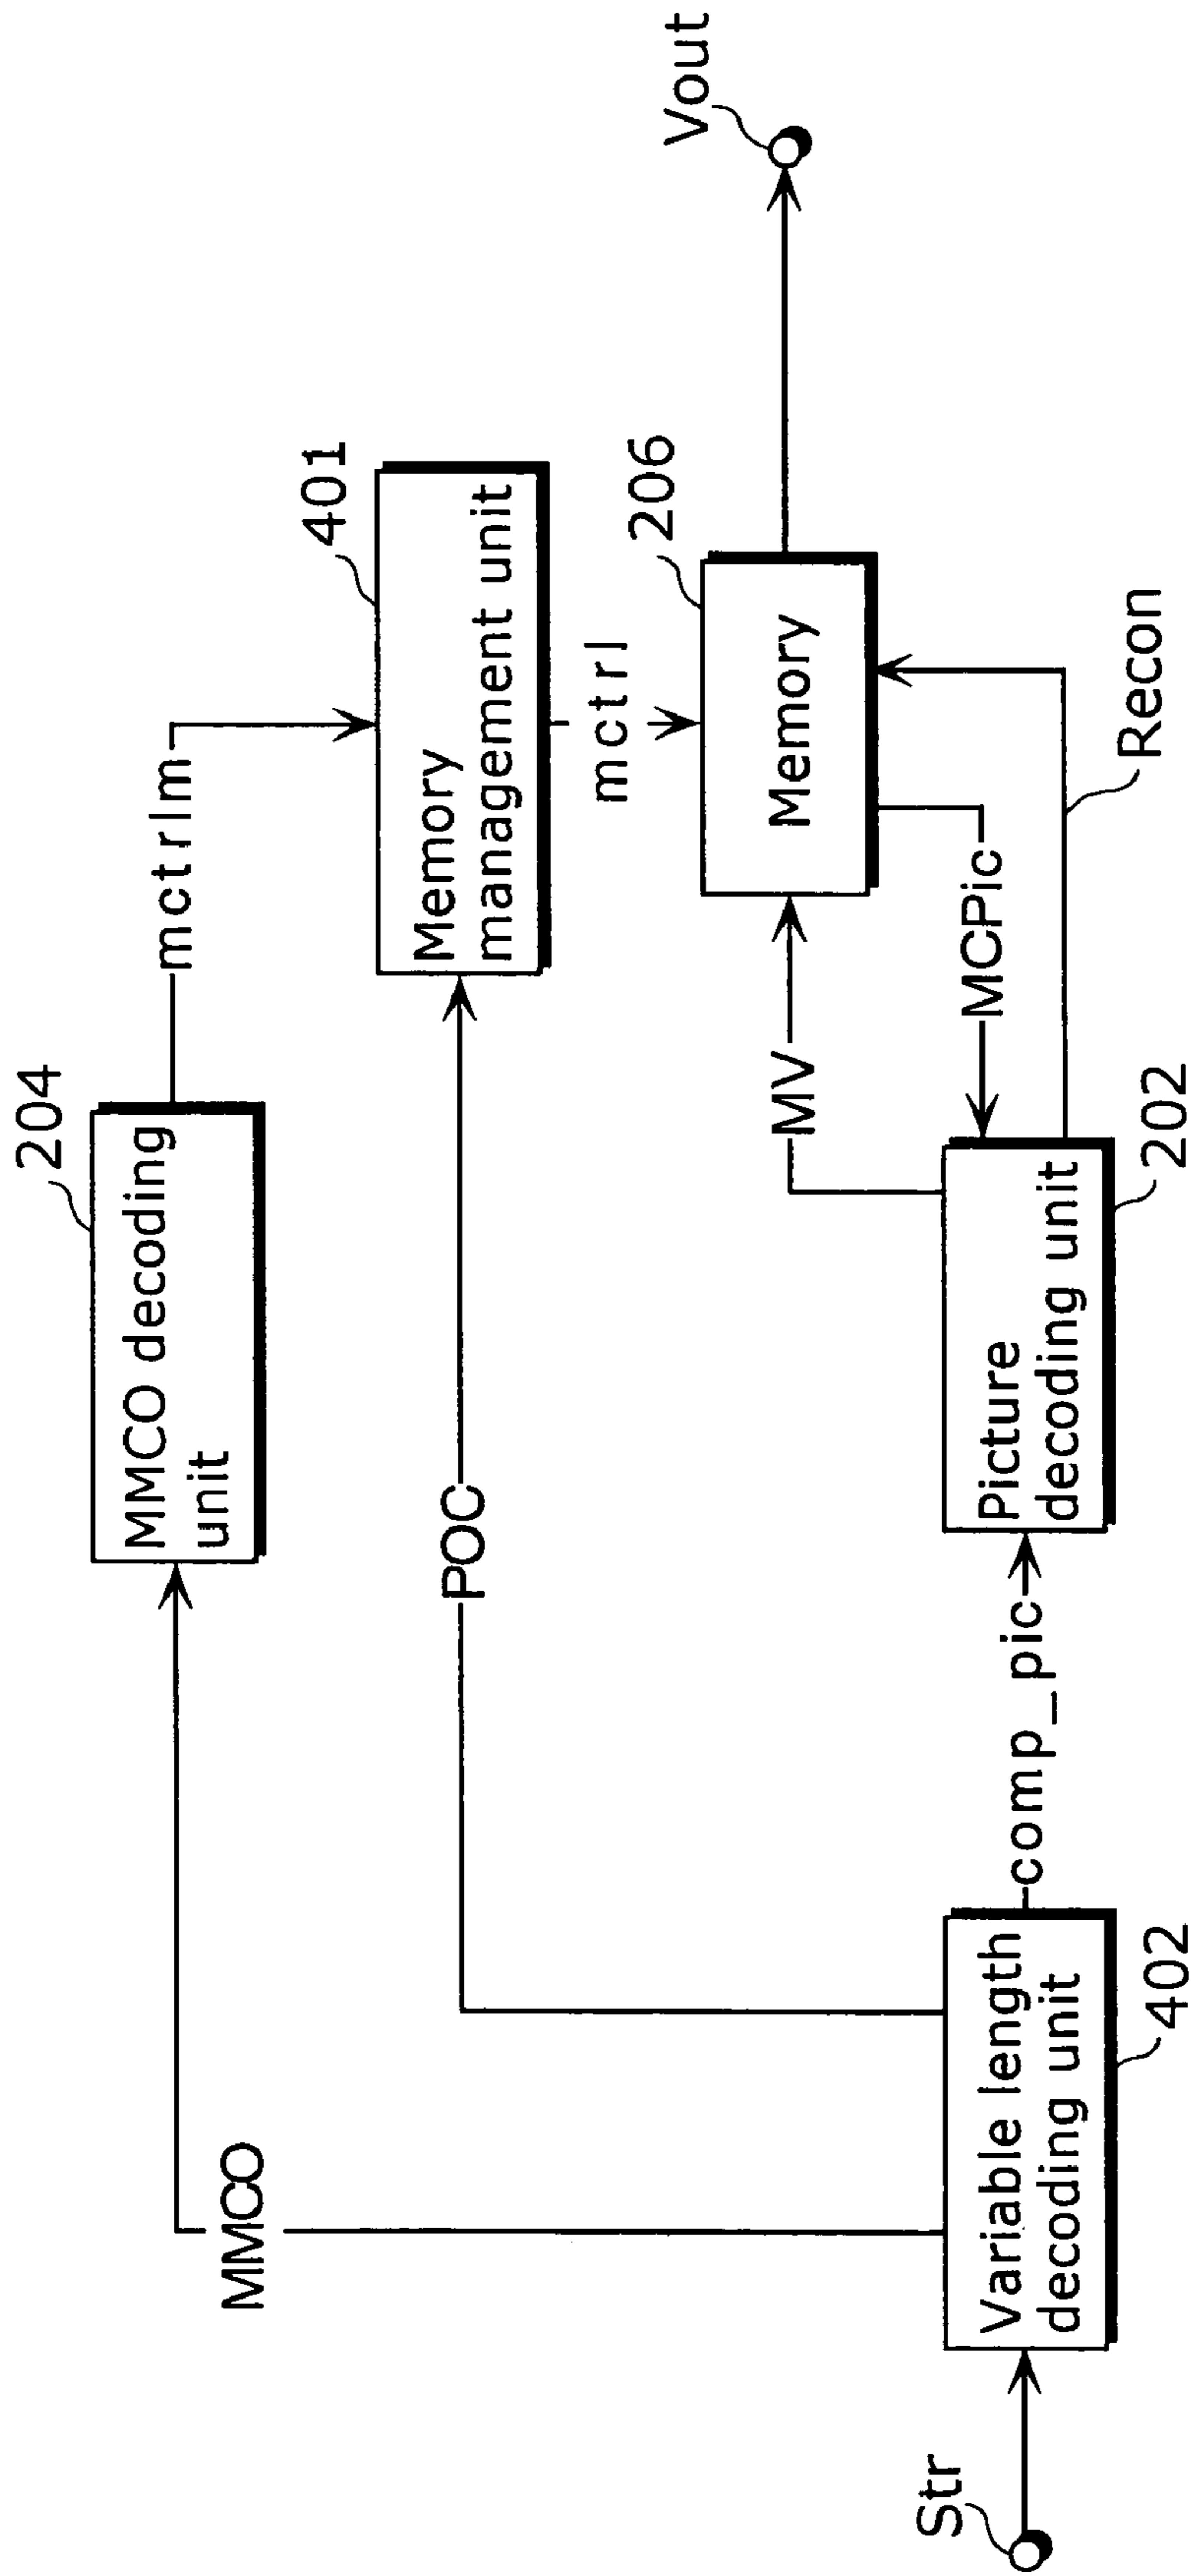 204
MMCO decoding
unit
mctrlm
401
Memory
management unit
mctrl
MMCO
POC
206
Memory
Vout
MV
MCPic
Recon
Str
Variable length
decoding unit
402
comp_pic
Picture
decoding unit
202